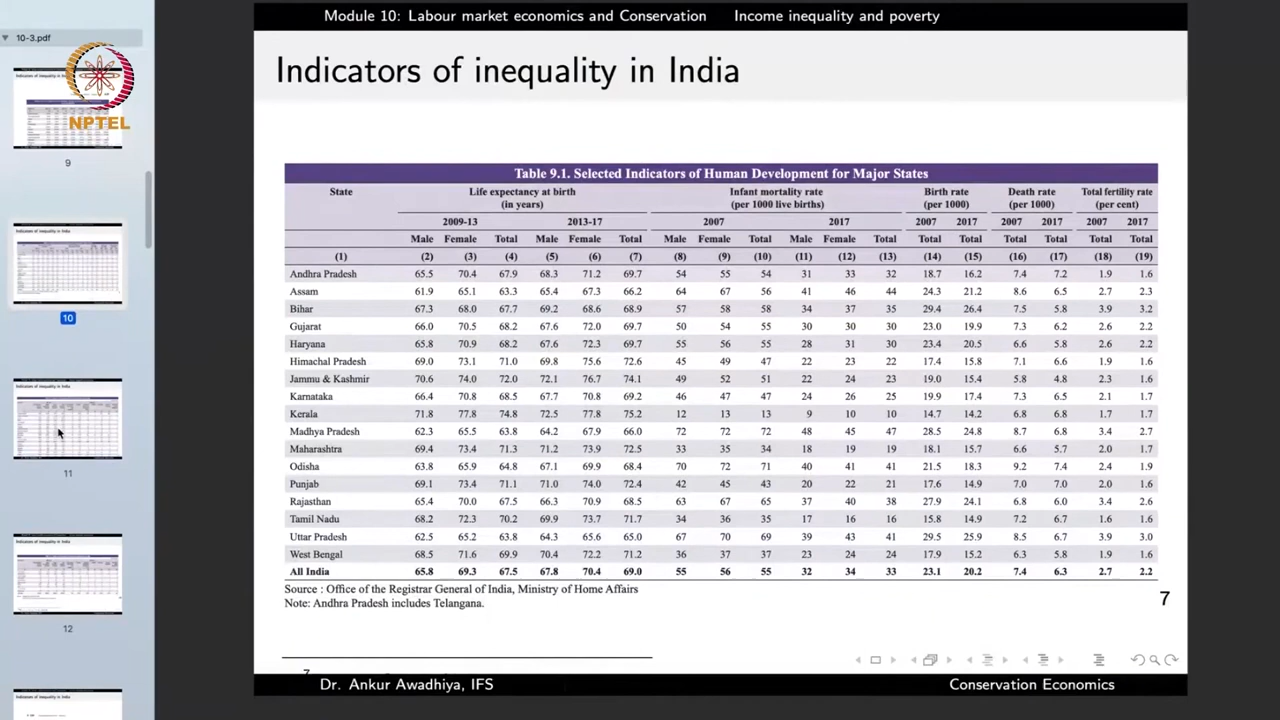 Module 10: Labour market economics and Conservation Income inequality and poverty
10-3.pdf
NPTEL
9
10
11
12
Indicators of inequality in India
Table 9.1. Selected Indicators of Human Development for Major States
State Life expectancy at birth (in years) Infant mortality rate (per 1000 live births) Birth rate (per 1000) Death rate (per 1000) Total fertility rate (per cent)
2009-13 2013-17 2007 2017 2007 2017 2007 2017 2007 2017
Male Female Total Male Female Total Male Female Total Male Female Total Total Total Total Total Total Total
(1) (2) (3) (4) (5) (6) (7) (8) (9) (10) (11) (12) (13) (14) (15) (16) (17) (18) (19)
Andhra Pradesh 65.5 70.4 67.9 68.3 71.2 69.7 54 55 54 31 33 32 18.7 16.2 7.4 7.2 1.9 1.6
Assam 61.9 65.1 63.3 65.4 67.3 66.2 64 67 56 41 46 44 24.3 21.2 8.6 6.5 2.7 2.3
Bihar 67.3 68.0 67.7 69.2 68.6 68.9 57 58 58 34 37 35 29.4 26.4 7.5 5.8 3.9 3.2
Gujarat 66.0 70.5 68.2 67.6 72.0 69.7 50 54 55 30 30 30 23.0 19.9 7.3 6.2 2.6 2.2
Haryana 65.8 70.9 68.2 67.6 72.3 69.7 55 56 55 28 31 30 23.4 20.5 6.6 5.8 2.6 2.2
Himachal Pradesh 69.0 73.1 71.0 69.8 75.6 72.6 45 49 47 22 23 22 17.4 15.8 7.1 6.6 1.9 1.6
Jammu & Kashmir 70.6 74.0 72.0 72.1 76.7 74.1 49 52 51 22 24 23 19.0 15.4 5.8 4.8 2.3 1.6
Karnataka 66.4 70.8 68.5 67.7 70.8 69.2 46 47 47 24 26 25 19.9 17.4 7.3 6.5 2.1 1.7
Kerala 71.8 77.8 74.8 72.5 77.8 75.2 12 13 13 9 10 10 14.7 14.2 6.8 6.8 1.7 1.7
Madhya Pradesh 62.3 65.5 63.8 64.2 67.9 66.0 72 72 72 48 45 47 28.5 24.8 8.7 6.8 3.4 2.7
Maharashtra 69.4 73.4 71.3 71.2 73.9 72.5 33 35 34 18 19 19 18.1 15.7 6.6 5.7 2.0 1.7
Odisha 63.8 65.9 64.8 67.1 69.9 68.4 70 72 71 40 41 41 21.5 18.3 9.2 7.4 2.4 1.9
Punjab 69.1 73.4 71.1 71.0 74.0 72.4 42 45 43 20 22 21 17.6 14.9 7.0 7.0 2.0 1.6
Rajasthan 65.4 70.0 67.5 66.3 70.9 68.5 63 67 65 37 40 38 27.9 24.1 6.8 6.0 3.4 2.6
Tamil Nadu 68.2 72.3 70.2 69.9 73.7 71.7 34 36 35 17 16 16 15.8 14.9 7.2 6.7 1.6 1.6
Uttar Pradesh 62.5 65.2 63.8 64.3 65.6 65.0 67 70 69 39 43 41 29.5 25.9 8.5 6.7 3.9 3.0
West Bengal 68.5 71.6 69.9 70.4 72.2 71.2 36 37 37 23 24 24 17.9 15.2 6.3 5.8 1.9 1.6
All India 65.8 69.3 67.5 67.8 70.4 69.0 55 56 55 32 34 33 23.1 20.2 7.4 6.3 2.7 2.2
Source : Office of the Registrar General of India, Ministry of Home Affairs
Note: Andhra Pradesh includes Telangana.
7
Dr. Ankur Awadhiya, IFS Conservation Economics